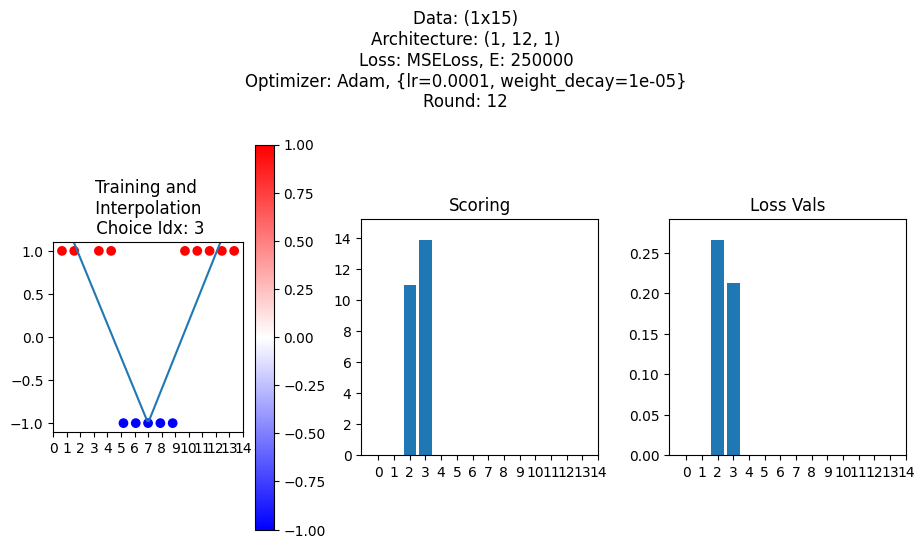 Data: (1x15)
Architecture: (1, 12, 1)
Loss: MSELoss, E: 250000
Optimizer: Adam, {lr=0.0001, weight_decay=1e-05}
Round: 12
Training and
Interpolation
Choice Idx: 3
1.0
0.5
0.0
−0.5
−1.0
0 1 2 3 4 5 6 7 8 9 10 11 12 13 14
1.00
0.75
0.50
0.25
0.00
−0.25
−0.50
−0.75
−1.00
Scoring
14
12
10
8
6
4
2
0
0 1 2 3 4 5 6 7 8 9 10 11 12 13 14
Loss Vals
0.25
0.20
0.15
0.10
0.05
0.00
0 1 2 3 4 5 6 7 8 9 10 11 12 13 14